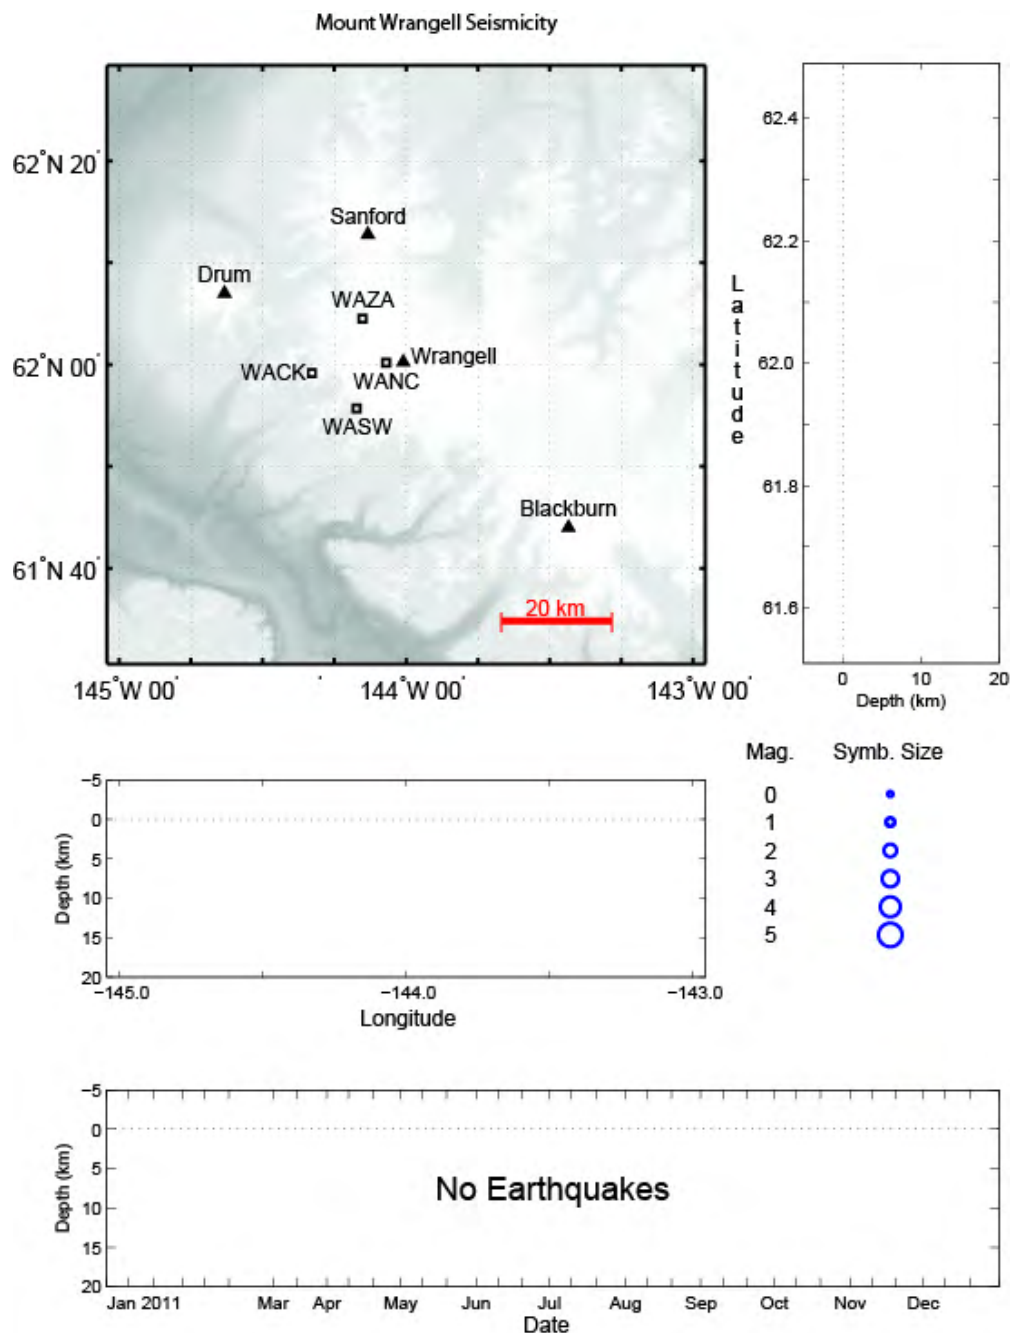 Mount Wrangell Seismicity
62°N 20'
62°N 00'
61°N 40'
Sanford
Drum
WAZA
Wrangell
WACK
WANC
WASW
Blackburn
20 km
145°W 00'
144°W 00'
143°W 00'
Latitude
62.4
62.2
62.0
61.8
61.6
0
10
20
Depth (km)
Mag. Symb. Size
0
1
2
3
4
5
−5
0
5
10
15
20
Depth (km)
−145.0
−144.0
−143.0
Longitude
−5
0
5
10
15
20
Depth (km)
No Earthquakes
Jan 2011 Mar Apr May Jun Jul Aug Sep Oct Nov Dec
Date